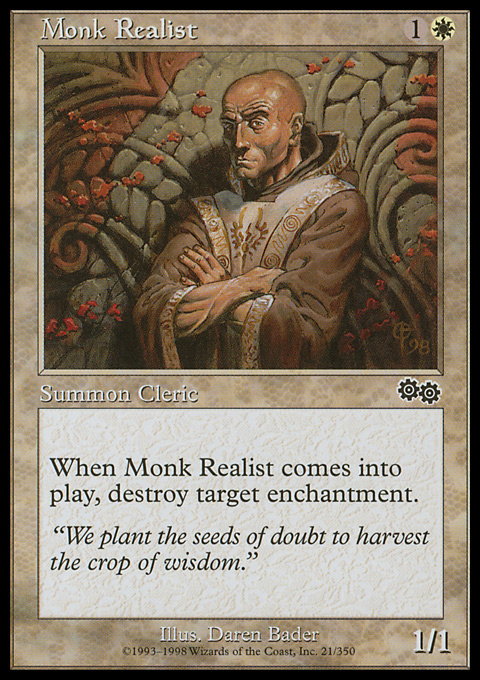 Monk Realist 1
98
Summon Cleric
When Monk Realist comes into
play, destroy target enchantment.
“We plant the seeds of doubt to harvest
the crop of wisdom.”
Illus. Daren Bader
©1993–1998 Wizards of the Coast, Inc. 21/350
1/1